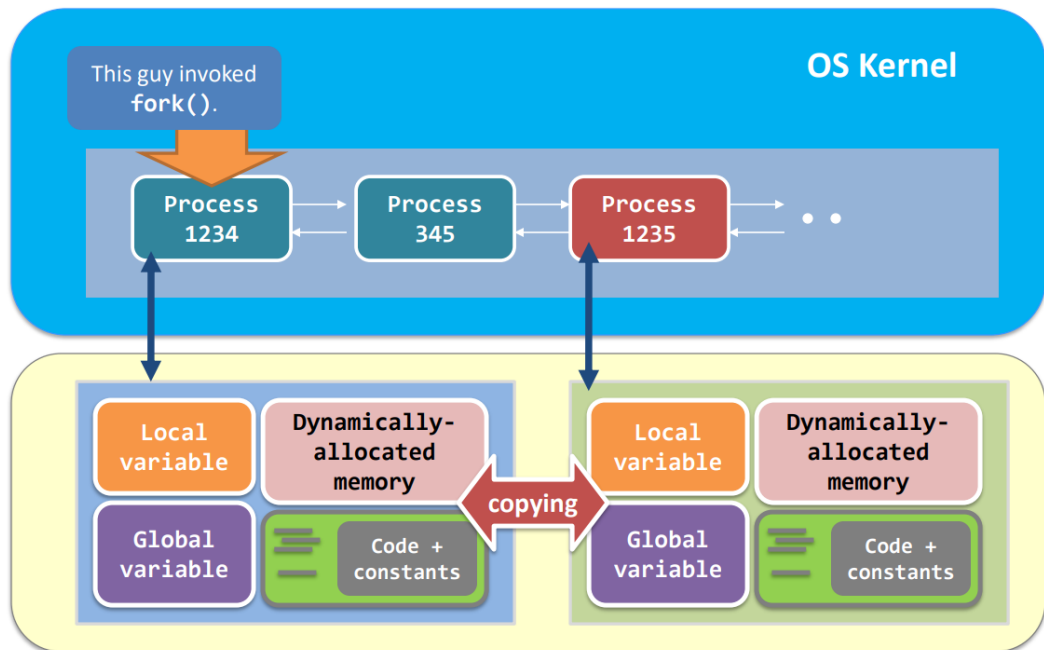 OS Kernel
This guy invoked
fork().
Process
1234
Process
345
Process
1235
Local
variable
Dynamically-
allocated
memory
Global
variable
Code +
constants
copying
Local
variable
Dynamically-
allocated
memory
Global
variable
Code +
constants